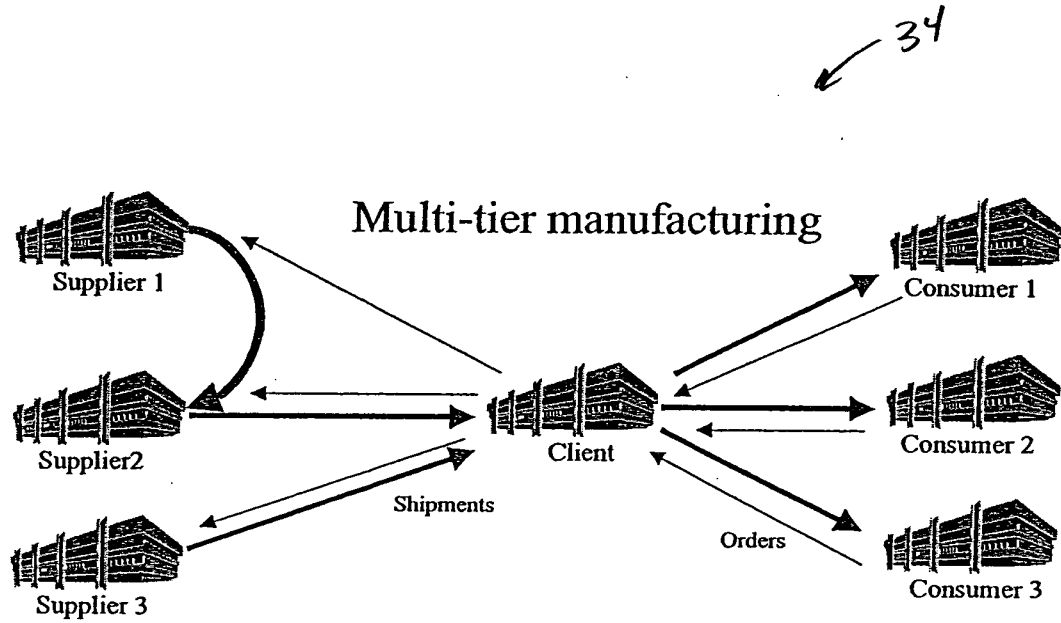 34
Multi-tier manufacturing
Supplier 1
Consumer 1
Supplier2
Client
Consumer 2
Shipments
Orders
Supplier 3
Consumer 3